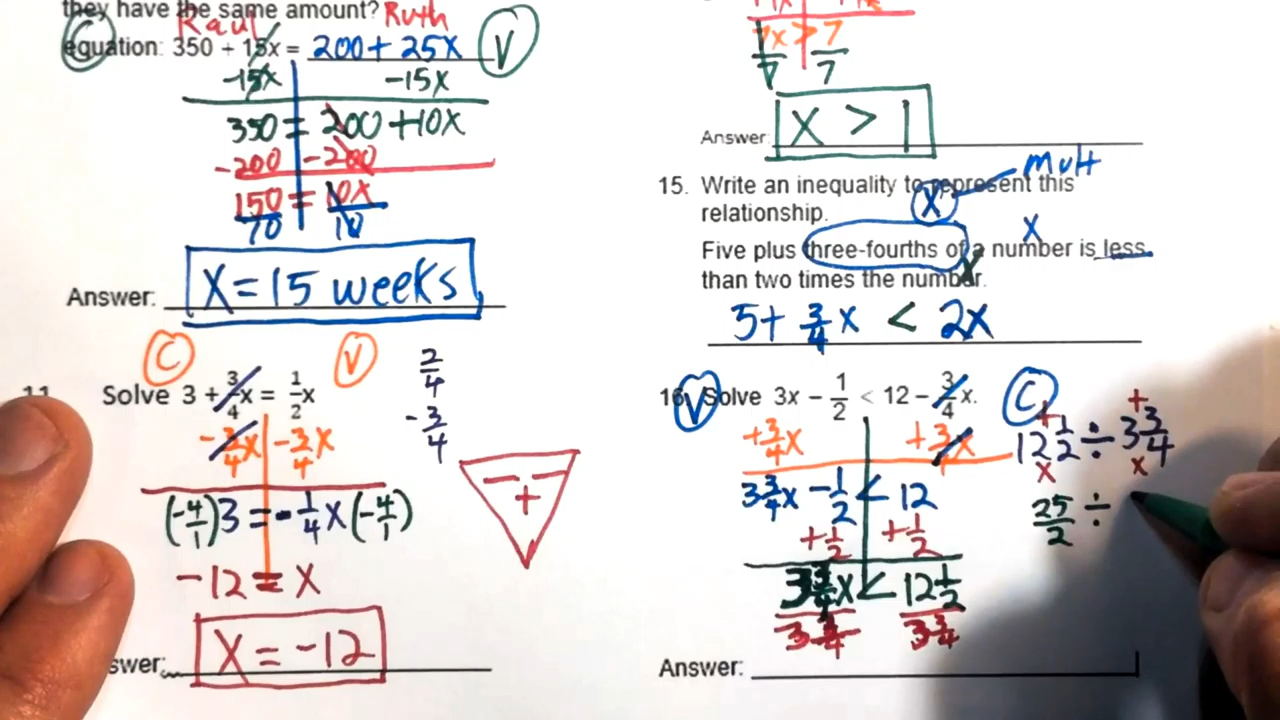 they have the same amount?
Raul Ruth
C equation: 350 + 15x = 200 + 25x V
-15x -15x
350 = 200 + 10x
-200 -200
150 = 10x
10 10
Answer: X = 15 weeks
C V
11 Solve 3 + 3/4x = 1/2x
2/4
- 3/4
- 3/4x - 3/4x
(-4/1)3 = -1/4x(-4/1)
-12 = X
swer: X = -12
- -
+
7x > 7
7 7
Answer: X > 1
mult
15. Write an inequality to represent this
relationship. X
X
Five plus three-fourths of a number is less
than two times the number.
X
5 + 3/4x < 2x
16. V Solve 3x - 1/2 < 12 - 3/4x. C
+3/4x +3/4x
3 3/4x - 1/2 < 12
+1/2 +1/2
3 3/4x < 12 1/2
3 3/4 3 3/4
+ +
12 1/2 ÷ 3 3/4
x x
25/2 ÷
Answer: